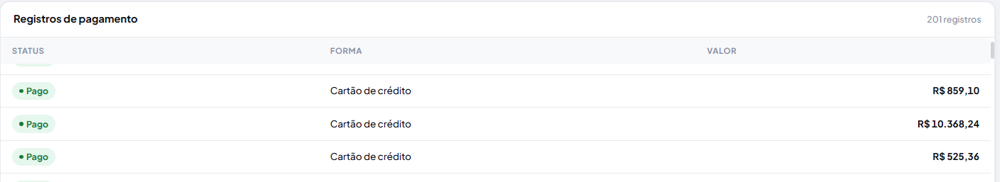 Registros de pagamento 201 registros
STATUS FORMA VALOR
Pago Cartão de crédito R$ 859,10
Pago Cartão de crédito R$ 10.368,24
Pago Cartão de crédito R$ 525,36